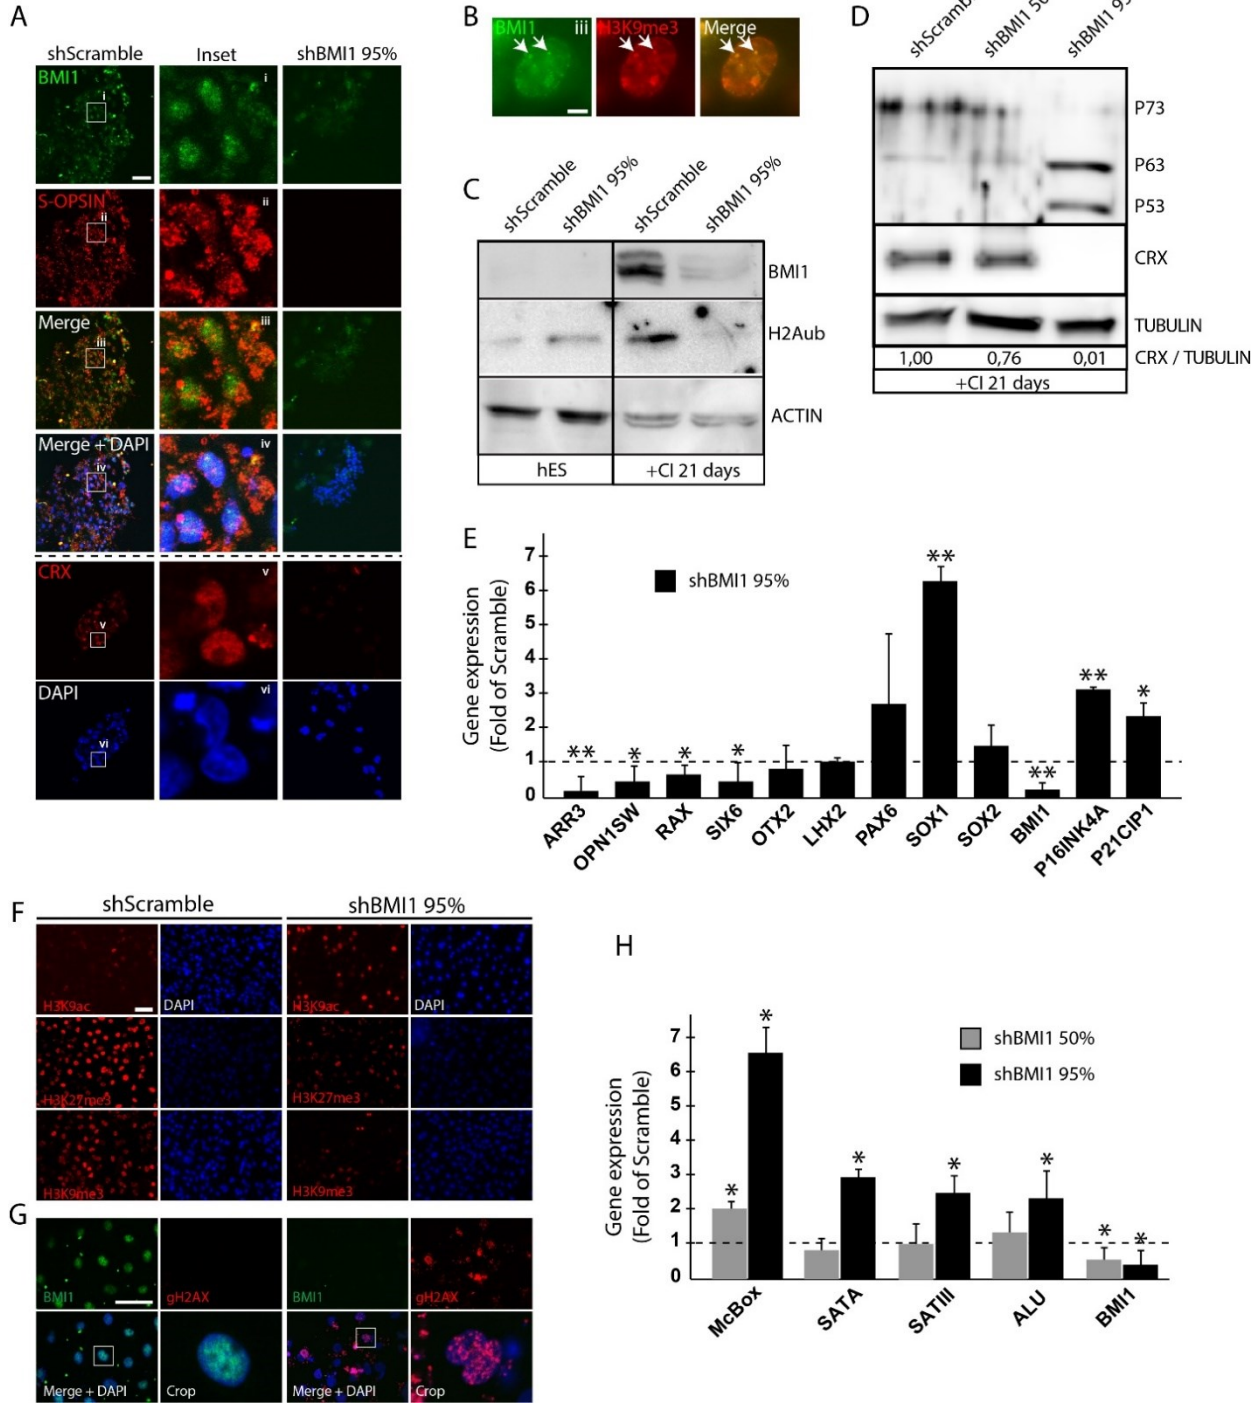 A
shScramble
Inset
shBMI1 95%
BMI1
i
i
S-OPSIN
ii
ii
Merge
iii
iii
Merge + DAPI
iv
iv
CRX
v
v
DAPI
vi
vi
B
BMI1
iii
H3K9me3
Merge
C
shScramble
shBMI1 95%
shScramble
shBMI1 95%
BMI1
H2Aub
ACTIN
hES
+CI 21 days
D
P73
P63
P53
CRX
TUBULIN
1,00
0,76
0,01
CRX / TUBULIN
+CI 21 days
E
Gene expression
(Fold of Scramble)
7
6
5
4
3
2
1
0
shBMI1 95%
**
*
*
*
**
**
**
*
ARR3
OPN1SW
RAX
SIX6
OTX2
LHX2
PAX6
SOX1
SOX2
BMI1
P16INK4A
P21CIP1
F
shScramble
shBMI1 95%
H3K9ac
DAPI
H3K9ac
DAPI
H3K27me3
H3K27me3
H3K9me3
H3K9me3
G
BMI1
gH2AX
BMI1
gH2AX
Merge + DAPI
Crop
Merge + DAPI
Crop
H
Gene expression
(Fold of Scramble)
7
6
5
4
3
2
1
0
shBMI1 50%
shBMI1 95%
*
*
*
*
*
*
*
McBox
SATA
SATIII
ALU
BMI1